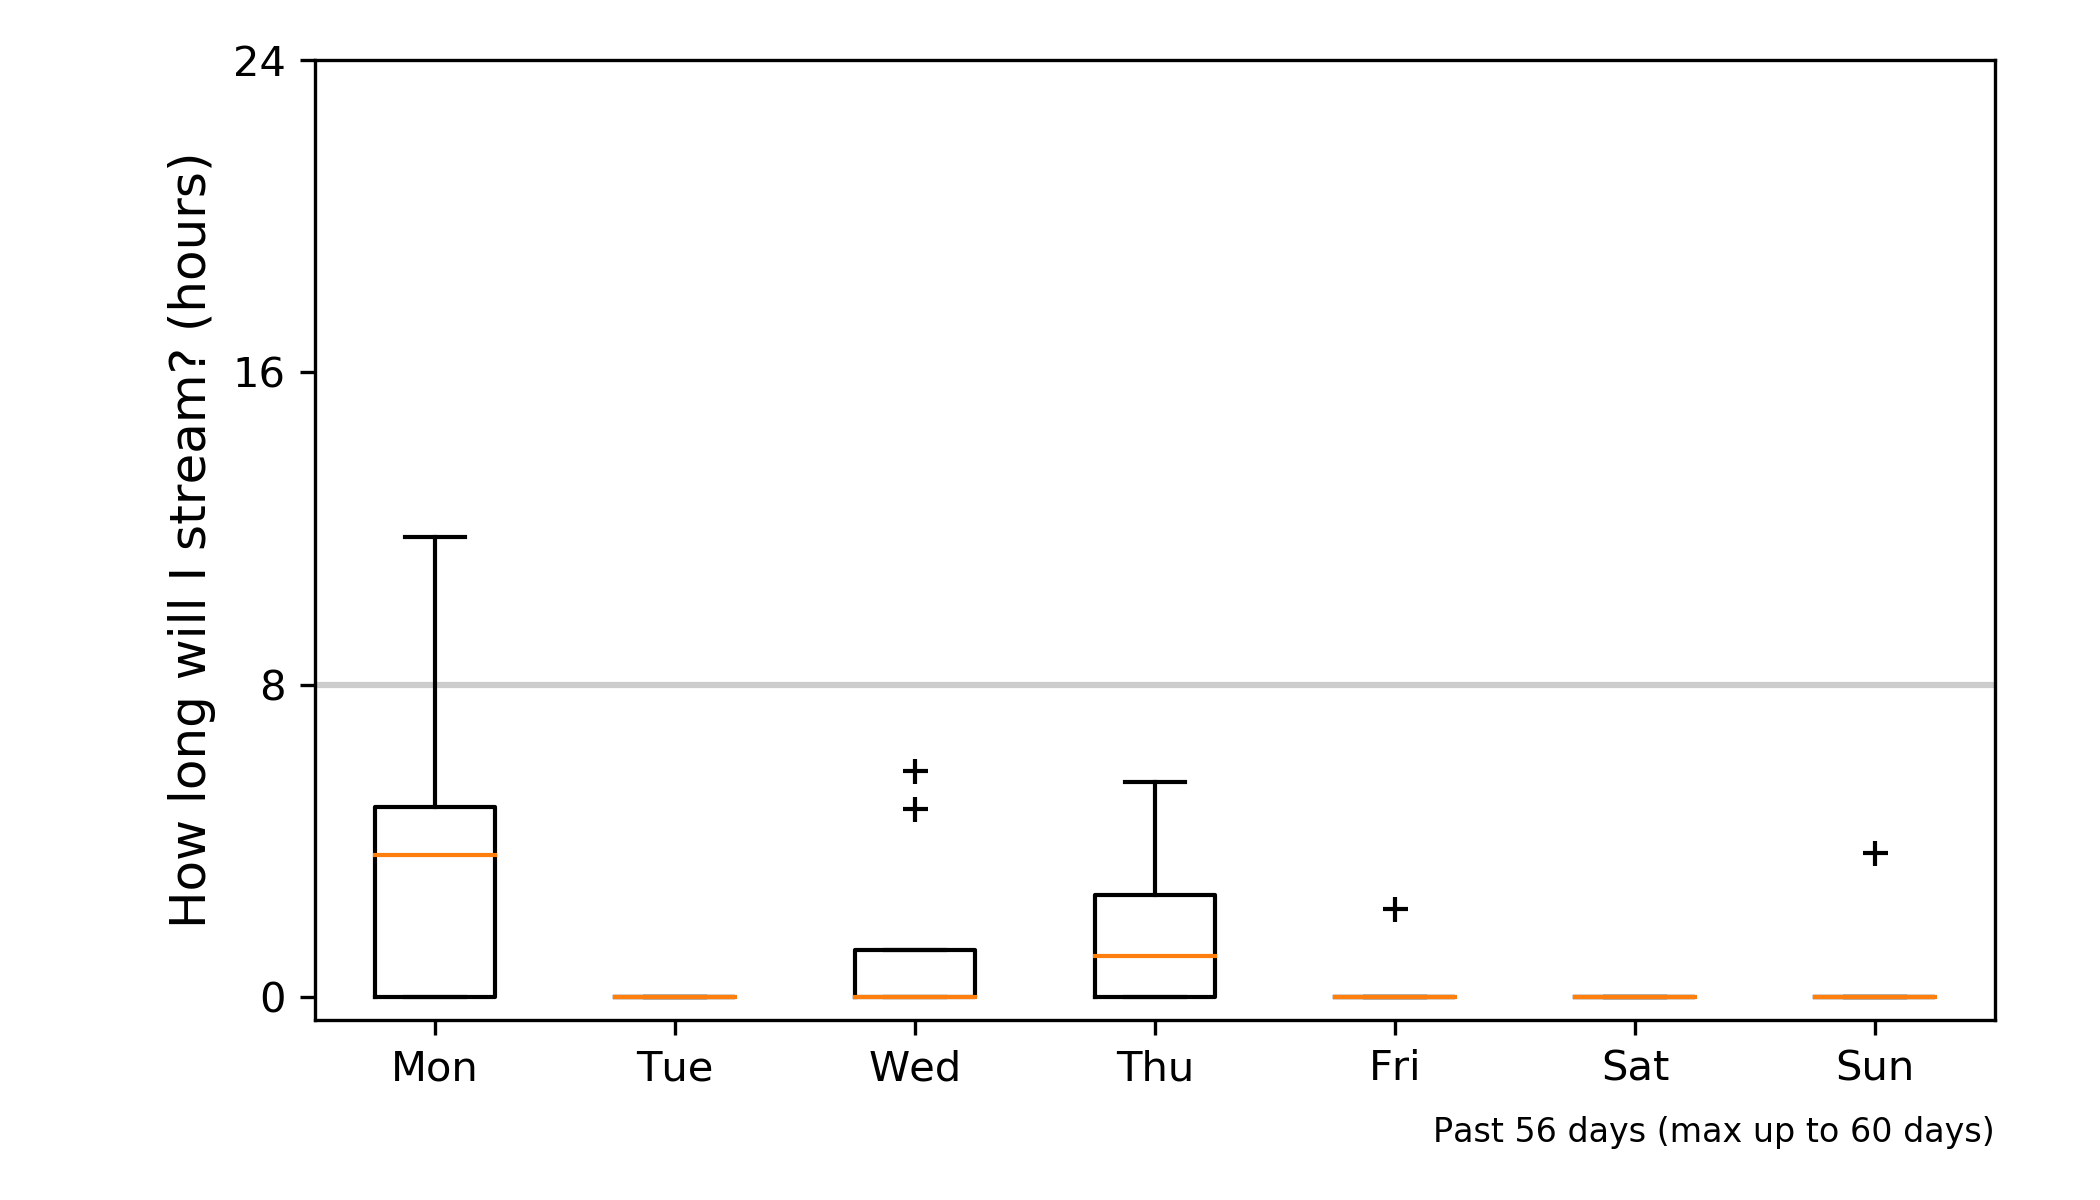 How long will I stream? (hours)
24
16
8
0
Mon Tue Wed Thu Fri Sat Sun
Past 56 days (max up to 60 days)